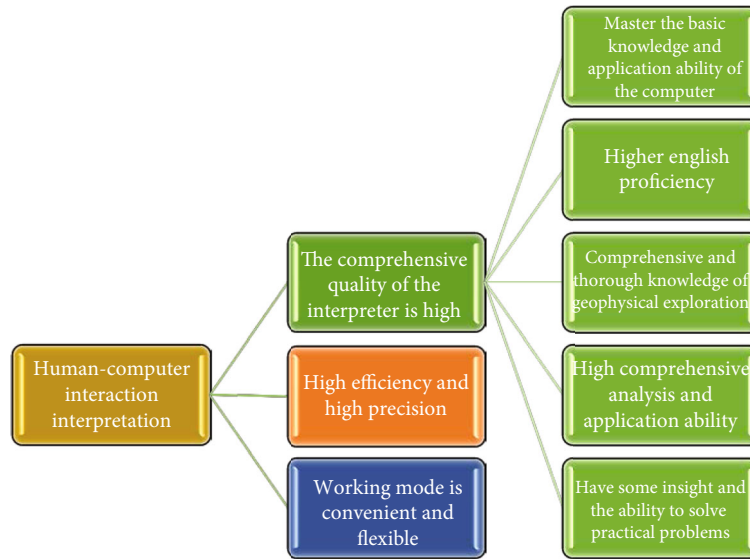 Human-computer
interaction
interpretation
The comprehensive
quality of the
interpreter is high
High efficiency and
high precision
Working mode is
convenient and
flexible
Master the basic
knowledge and
application ability of
the computer
Higher english
proficiency
Comprehensive and
thorough knowledge of
geophysical exploration
High comprehensive
analysis and
application ability
Have some insight and
the ability to solve
practical problems